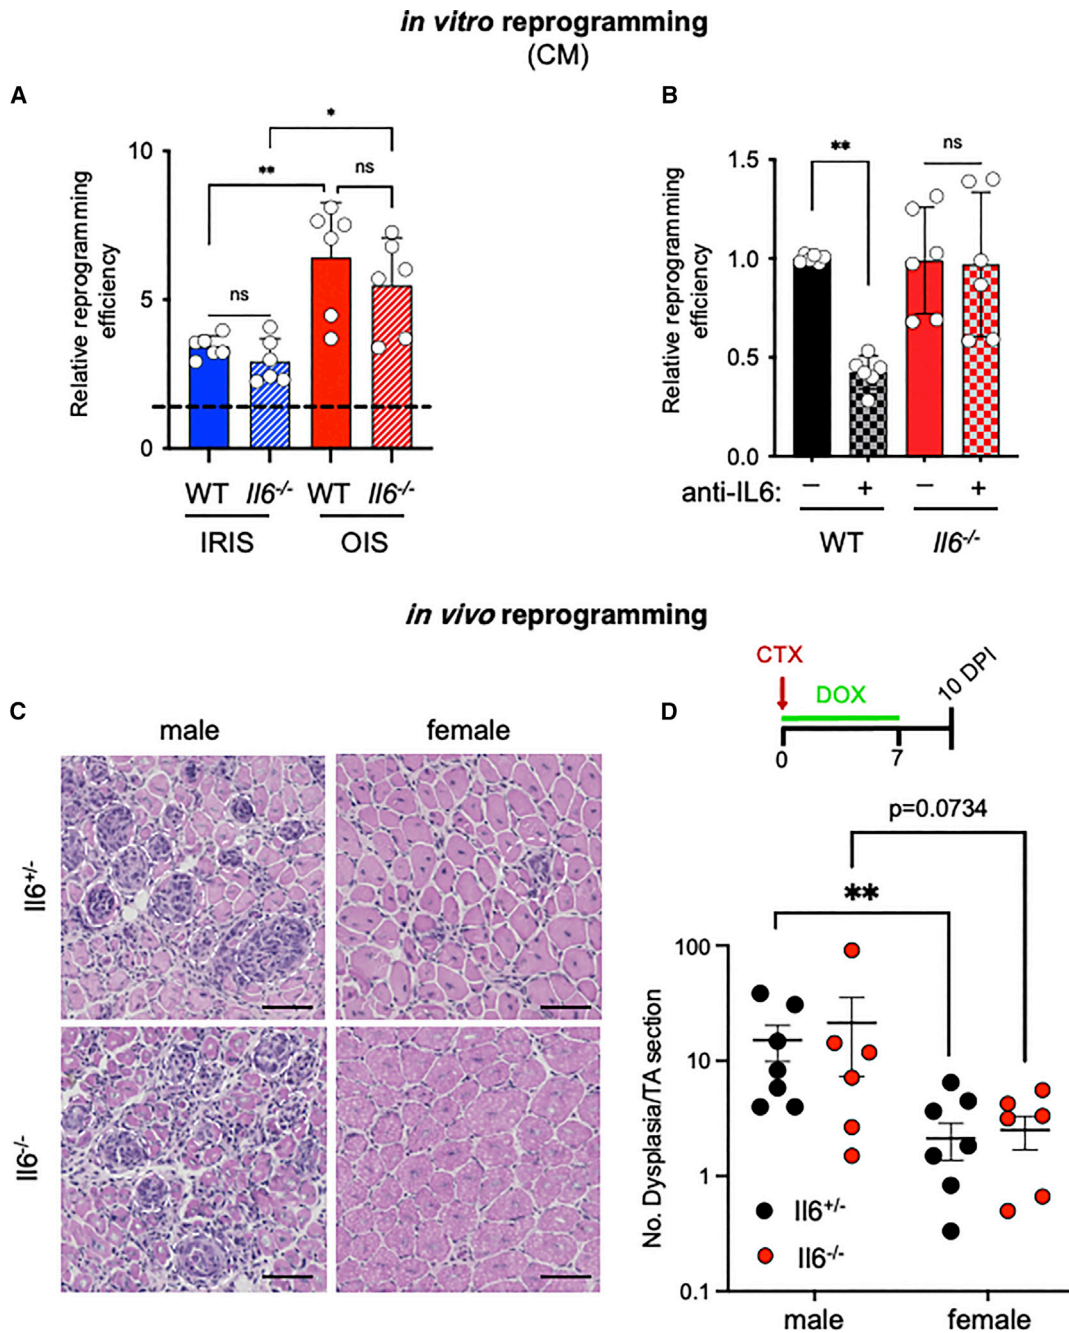 in vitro reprogramming
(CM)
A
Relative reprogramming
efficiency
10
5
0
*
**
ns
ns
WT Il6-/- WT Il6-/-
IRIS OIS
B
Relative reprogramming
efficiency
1.5
1.0
0.5
0.0
**
ns
anti-IL6: − + − +
WT Il6-/-
in vivo reprogramming
C
male female
Il6+/-
Il6-/-
D
CTX
DOX
10 DPI
0 7
p=0.0734
**
No. Dysplasia/TA section
100
10
1
0.1
Il6+/-
Il6-/-
male female